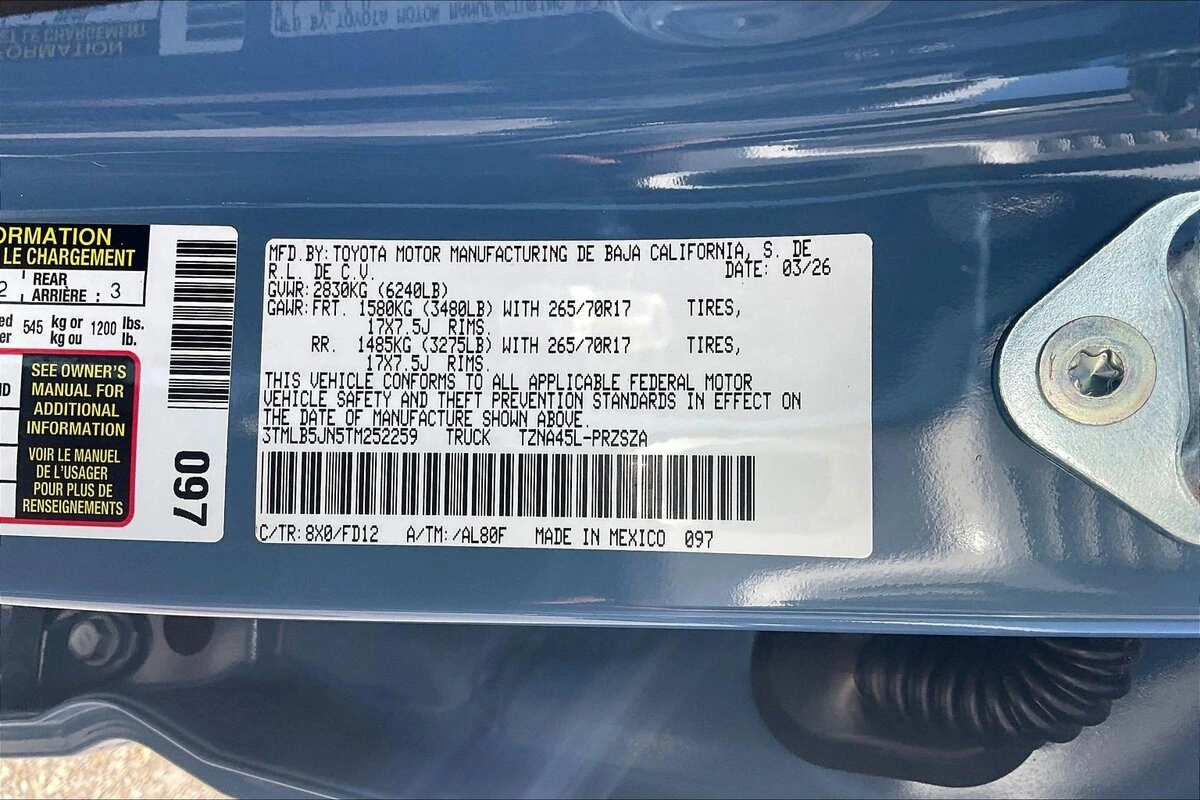 ORMATION
LE CHARGEMENT
2 REAR
ARRIÈRE : 3
545 kg or 1200 lbs.
kg ou lb.
SEE OWNER'S
MANUAL FOR
ADDITIONAL
INFORMATION
VOIR LE MANUEL
DE L'USAGER
POUR PLUS DE
RENSEIGNEMENTS
097
MFD.BY:TOYOTA MOTOR MANUFACTURING DE BAJA CALIFORNIA, S. DE
R.L. DE C.V. DATE: 03/26
GVWR:2830KG (6240LB)
GAWR:FRT. 1580KG (3480LB) WITH 265/70R17 TIRES,
17X7.5J RIMS.
RR. 1485KG (3275LB) WITH 265/70R17 TIRES,
17X7.5J RIMS.
THIS VEHICLE CONFORMS TO ALL APPLICABLE FEDERAL MOTOR
VEHICLE SAFETY AND THEFT PREVENTION STANDARDS IN EFFECT ON
THE DATE OF MANUFACTURE SHOWN ABOVE.
3TMLB5JN5TM252259 TRUCK TZNA45L-PRZSZA
C/TR:8X0/FD12 A/TM:/AL80F MADE IN MEXICO 097